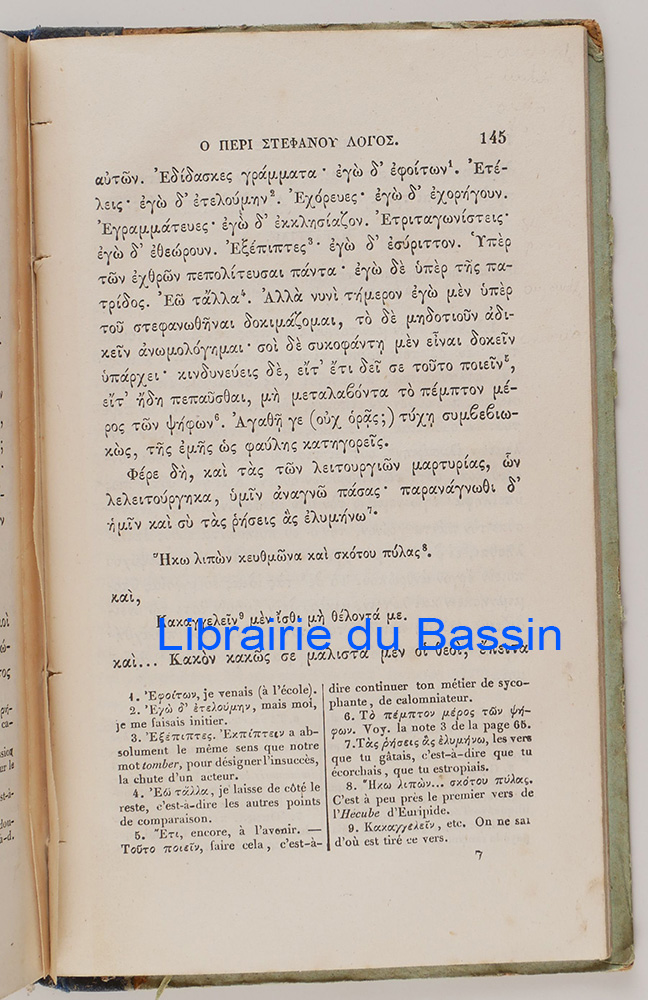 Ο ΠΕΡΙ ΣΤΕΦΑΝΟΥ ΛΟΓΟΣ. 145
αὐτῶν. Ἐδίδασκες γράμματα· ἐγὼ δ' ἐφοίτων¹. Ἐτέ-
λεις· ἐγὼ δ' ἐτελούμην². Ἐχόρευες· ἐγὼ δ' ἐχορήγουν.
Ἐγραμμάτευες· ἐγὼ δ' ἐκκλησίαζον. Ἐτριταγωνίστεις·
ἐγὼ δ' ἐθεώρουν. Ἐξέπιπτες³· ἐγὼ δ' ἐσύριττον. Ὑπὲρ
τῶν ἐχθρῶν πεπολίτευσαι πάντα· ἐγὼ δὲ ὑπὲρ τῆς πα-
τρίδος. Ἐῶ τἄλλα⁴. Ἀλλὰ νυνὶ τήμερον ἐγὼ μὲν ὑπὲρ
τοῦ στεφανωθῆναι δοκιμάζομαι, τὸ δὲ μηδοτιοῦν ἀδι-
κεῖν ἀνωμολόγημαι· σοὶ δὲ συκοφάντῃ μὲν εἶναι δοκεῖν
ὑπάρχει· κινδυνεύεις δὲ, εἴτ' ἔτι δεῖ σε τοῦτο ποιεῖν⁵,
εἴτ' ἤδη πεπαῦσθαι, μὴ μεταλαβόντα τὸ πέμπτον μέ-
ρος τῶν ψήφων⁶. Ἀγαθῇ γε (οὐχ ὁρᾷς;) τύχῃ συμβεβιω-
κὼς, τῆς ἐμῆς ὡς φαύλης κατηγορεῖς.
Φέρε δὴ, καὶ τὰς τῶν λειτουργιῶν μαρτυρίας, ὧν
λελειτούργηκα, ὑμῖν ἀναγνῶ πάσας· παρανάγνωθι δ'
ἡμῖν καὶ σὺ τὰς ῥήσεις ἃς ἐλυμήνω⁷·
Ἥκω λιπὼν κευθμῶνα καὶ σκότου πύλας⁸.
καὶ,
Κακαγγελεῖν⁹ μὲν ἴσθι μὴ θέλοντά με.
Librairie du Bassin
καὶ... Κακὸν κακῶς σε μάλιστα μὲν οἱ θεοὶ, ἔπειτα
1. Ἐφοίτων, je venais (à l'école).
2. Ἐγὼ δ' ἐτελούμην, mais moi,
je me faisais initier.
3. Ἐξέπιπτες. Ἐκπίπτειν a ab-
solument le même sens que notre
mot tomber, pour désigner l'insuccès,
la chute d'un acteur.
4. Ἐῶ τἄλλα, je laisse de côté le
reste, c'est-à-dire les autres points
de comparaison.
5. Ἔτι, encore, à l'avenir. —
Τοῦτο ποιεῖν, faire cela, c'est-à-
dire continuer ton métier de syco-
phante, de calomniateur.
6. Τὸ πέμπτον μέρος τῶν ψή-
φων. Voy. la note 3 de la page 65.
7. Τὰς ῥήσεις ἃς ἐλυμήνω, les vers
que tu gâtais, c'est-à-dire que tu
écorchais, que tu estropiais.
8. Ἥκω λιπὼν... σκότου πύλας.
C'est à peu près le premier vers de
l'Hécube d'Euripide.
9. Κακαγγελεῖν, etc. On ne sai
d'où est tiré ce vers.
7